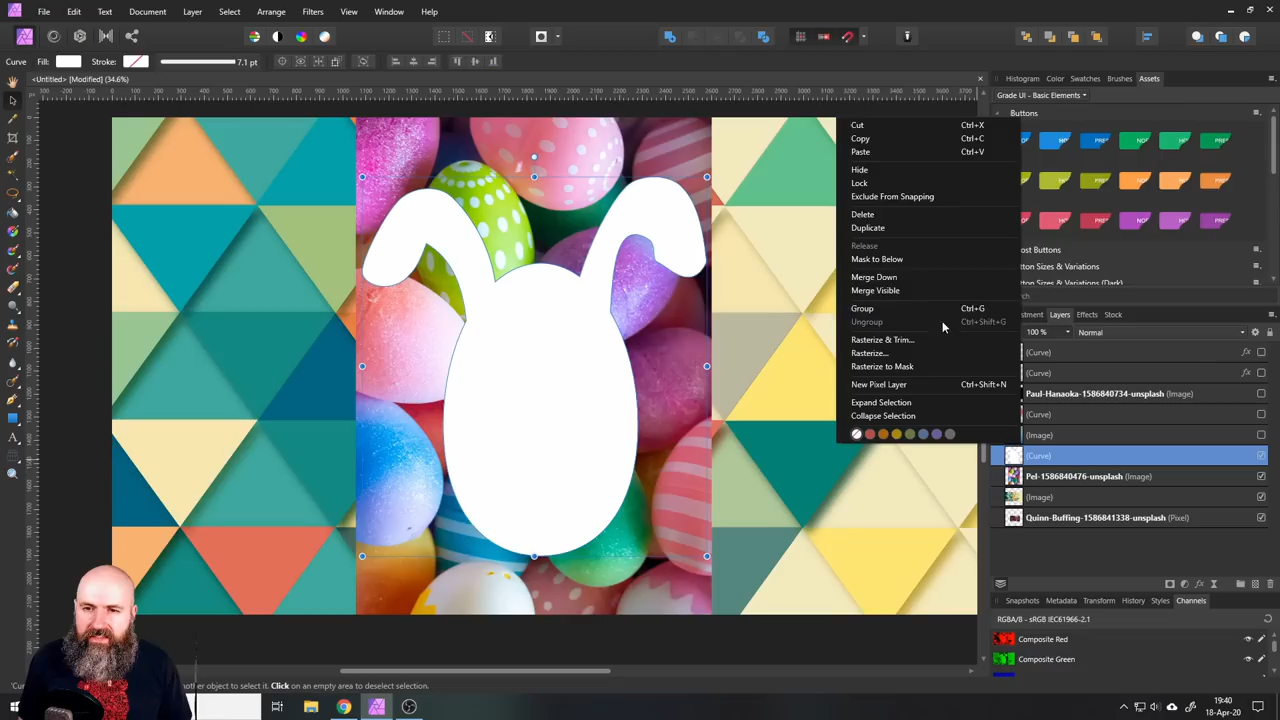 File Edit Text Document Layer Select Arrange Filters View Window Help
Curve Fill: Stroke: 7.1 pt
<Untitled> [Modified] (34.6%)
Histogram Color Swatches Brushes Assets
Grade UI - Basic Elements
Buttons
Cut Ctrl+X
Copy Ctrl+C
Paste Ctrl+V
Hide
Lock
Exclude From Snapping
Delete
Duplicate
Release
Mask to Below
Merge Down
Merge Visible
Group Ctrl+G
Ungroup Ctrl+Shift+G
Rasterize & Trim...
Rasterize...
Rasterize to Mask
New Pixel Layer Ctrl+Shift+N
Expand Selection
Collapse Selection
ost Buttons
tton Sizes & Variations
tton Sizes & Variations (Dark)
rch
stment Layers Effects Stock
100 % Normal
(Curve) fx
(Curve) fx
Paul-Hanaoka-1586840734-unsplash (Image)
(Curve)
(Image)
(Curve)
Pel-1586840476-unsplash (Image)
(Image)
Quinn-Buffing-1586841338-unsplash (Pixel)
Snapshots Metadata Transform History Styles Channels
RGBA/8 - sRGB IEC61966-2.1
Composite Red
Composite Green
other object to select it. Click on an empty area to deselect selection.
19:40
18-Apr-20